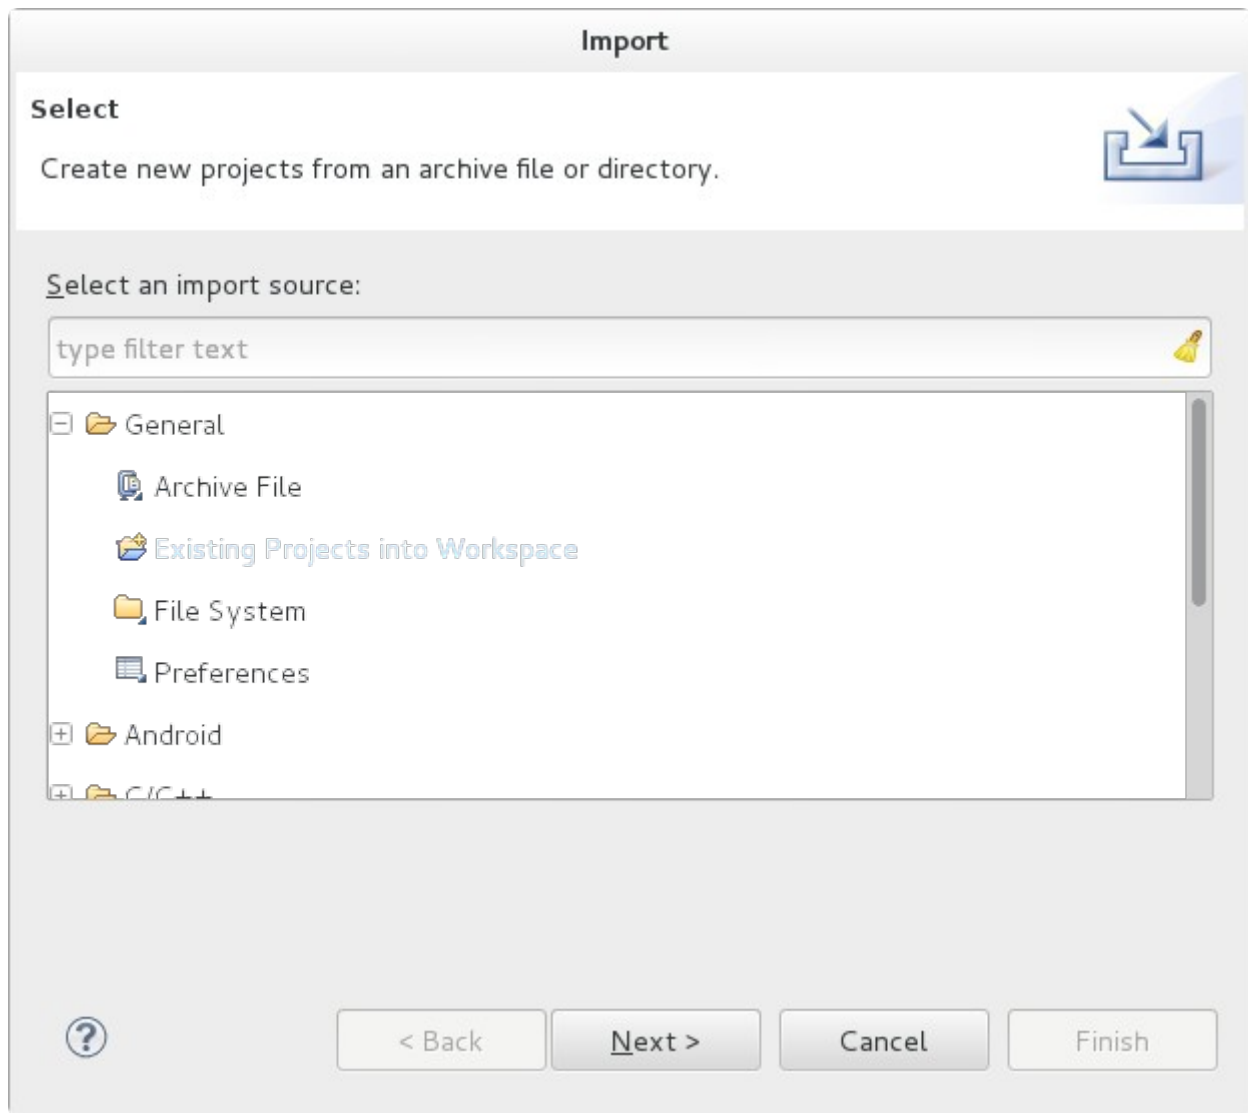 Import
Select
Create new projects from an archive file or directory.
Select an import source:
type filter text
General
Archive File
Existing Projects into Workspace
File System
Preferences
Android
C/C++
?
< Back
Next >
Cancel
Finish